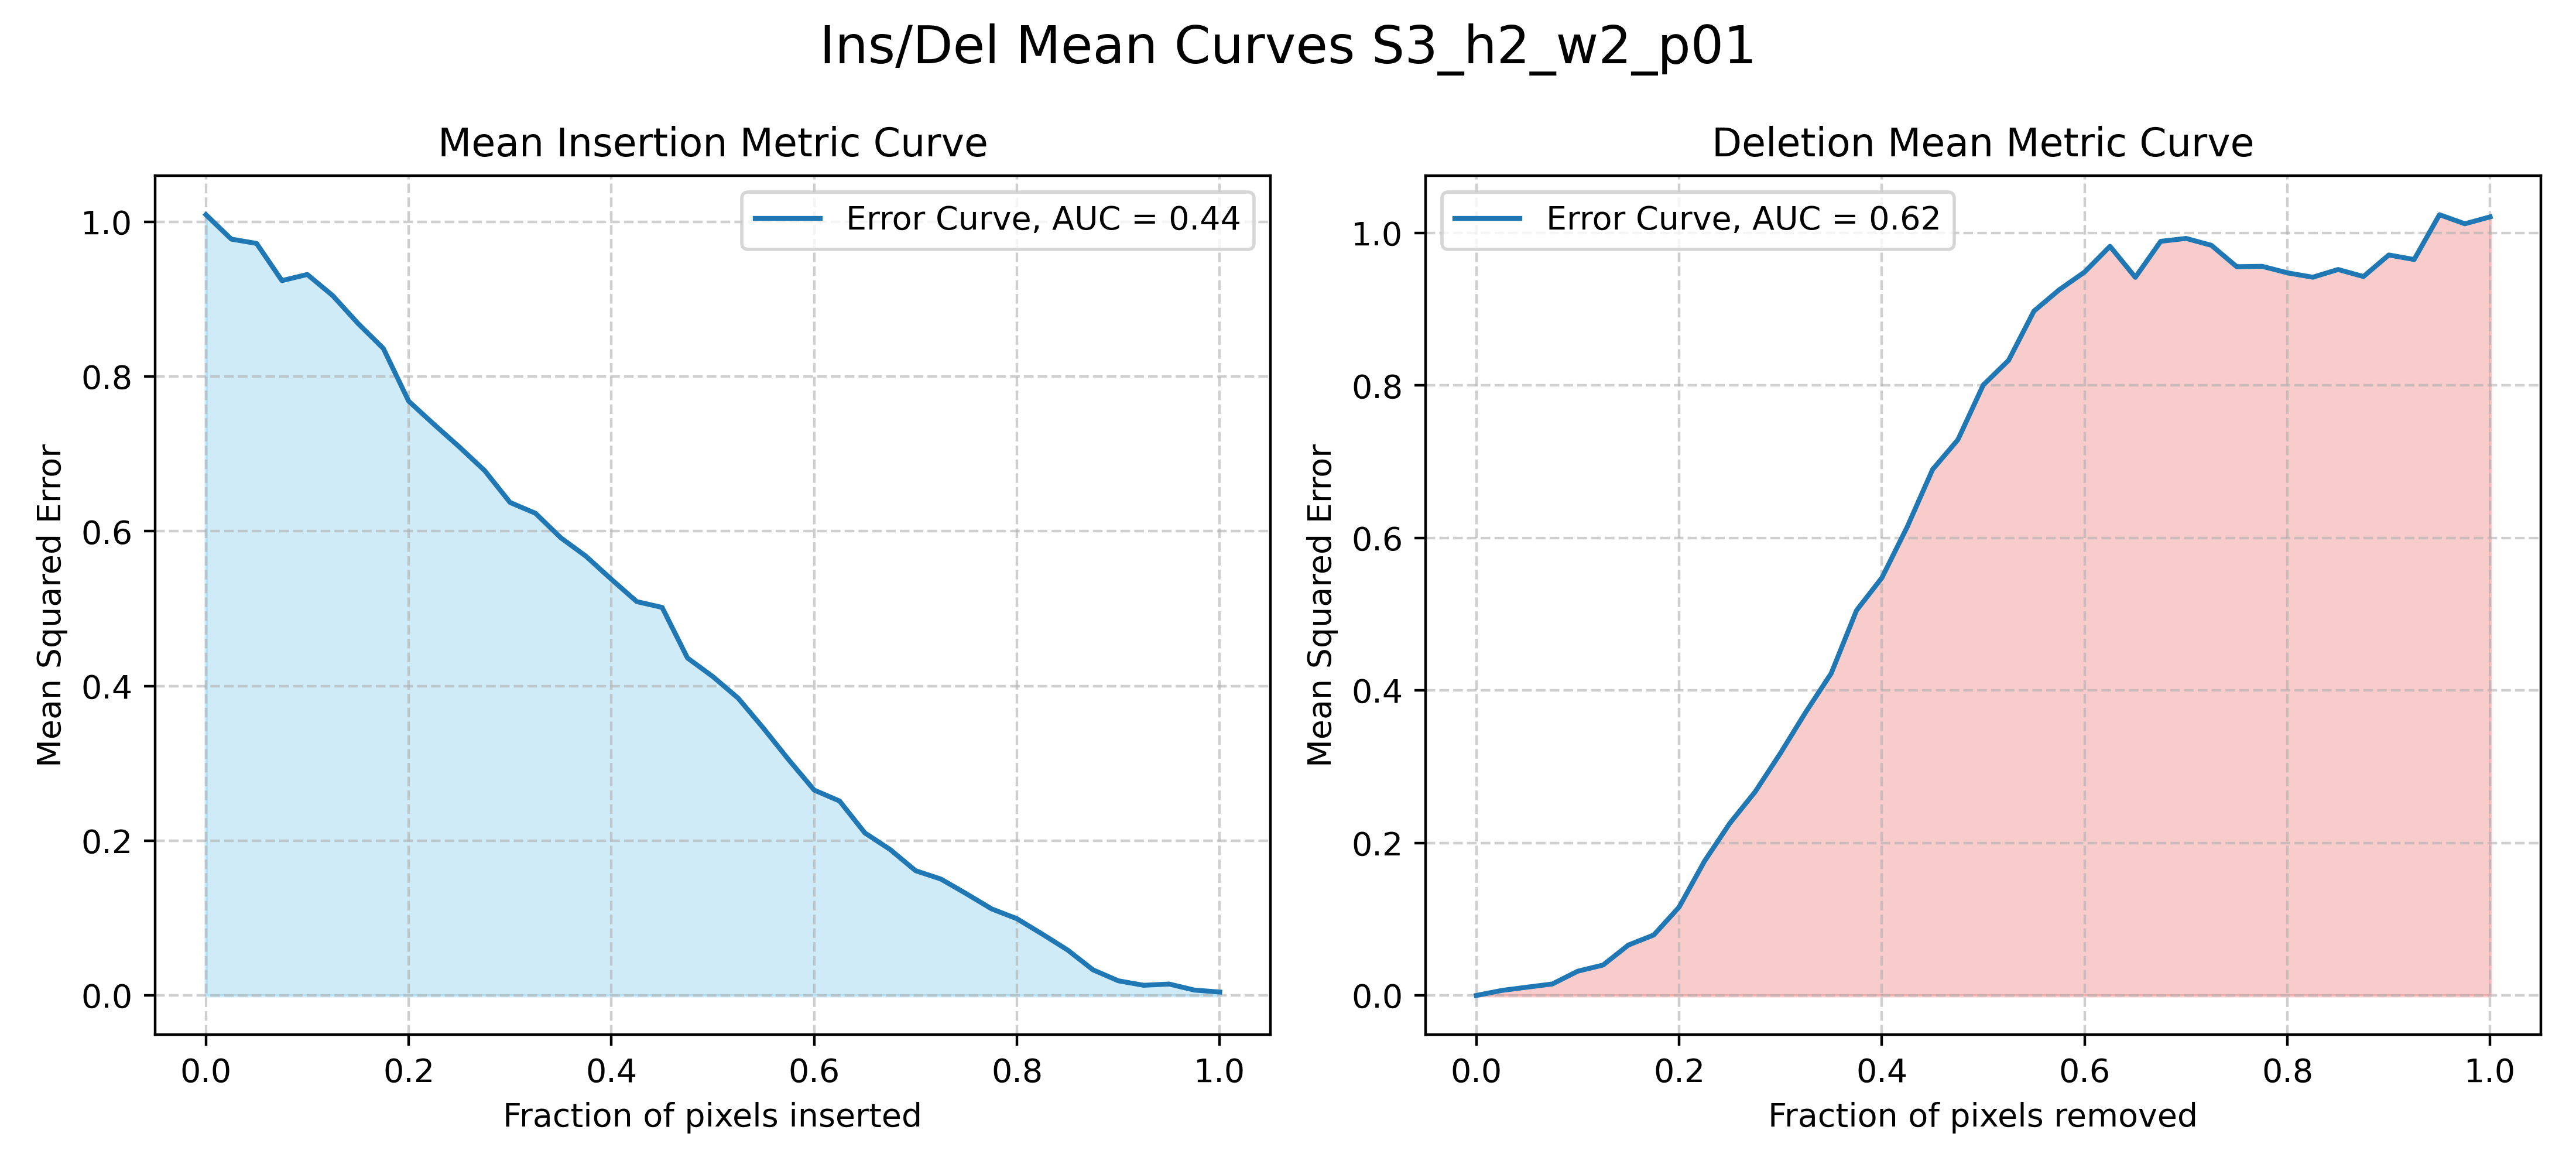 Ins/Del Mean Curves S3_h2_w2_p01
Mean Insertion Metric Curve
Error Curve, AUC = 0.44
1.0
0.8
0.6
0.4
0.2
0.0
Mean Squared Error
0.0 0.2 0.4 0.6 0.8 1.0
Fraction of pixels inserted
Deletion Mean Metric Curve
Error Curve, AUC = 0.62
1.0
0.8
0.6
0.4
0.2
0.0
Mean Squared Error
0.0 0.2 0.4 0.6 0.8 1.0
Fraction of pixels removed